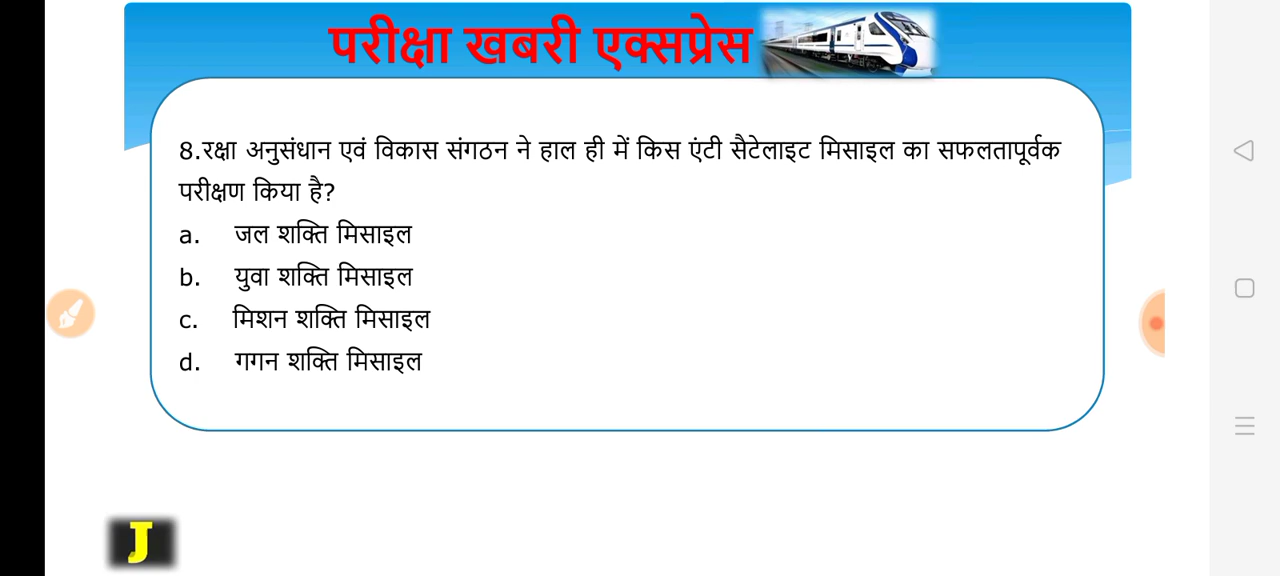 परीक्षा खबरी एक्सप्रेस
8.रक्षा अनुसंधान एवं विकास संगठन ने हाल ही में किस एंटी सैटेलाइट मिसाइल का सफलतापूर्वक
परीक्षण किया है?
a. जल शक्ति मिसाइल
b. युवा शक्ति मिसाइल
c. मिशन शक्ति मिसाइल
d. गगन शक्ति मिसाइल
J